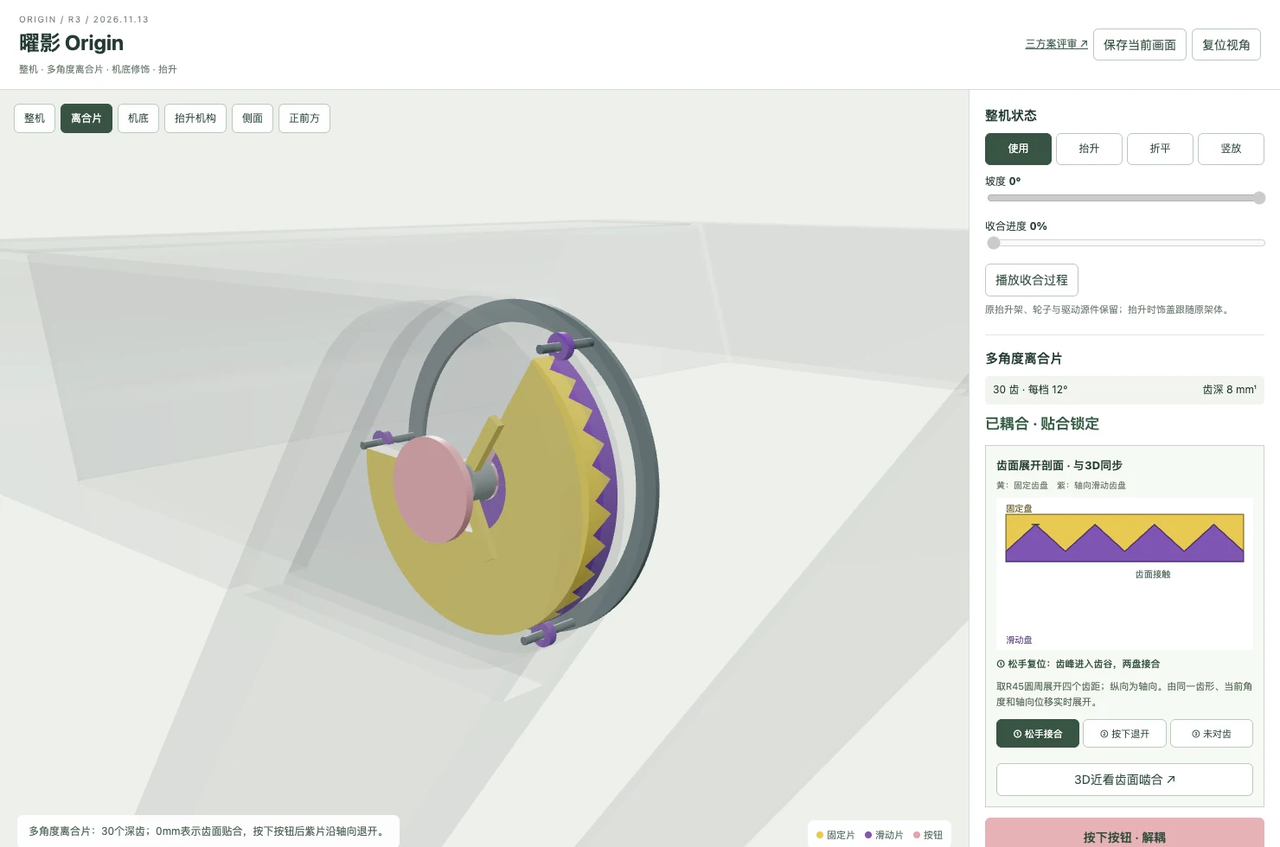 ORIGIN / R3 / 2026.11.13
曜影 Origin
整机 · 多角度离合片 · 机底修饰 · 抬升
三方案评审 ↗
保存当前画面
复位视角
整机
离合片
机底
抬升机构
侧面
正前方
整机状态
使用
抬升
折平
竖放
坡度 0°
收合进度 0%
播放收合过程
原抬升架、轮子与驱动源件保留；抬升时饰盖跟随原架体。
多角度离合片
30 齿 · 每档 12°
齿深 8 mm¹
已耦合 · 贴合锁定
齿面展开剖面 · 与3D同步
黄：固定齿盘 紫：轴向滑动齿盘
固定盘
齿面接触
滑动盘
① 松手复位：齿峰进入齿谷，两盘接合
取R45圆周展开四个齿距；纵向为轴向。由同一齿形、当前角
度和轴向位移实时展开。
① 松手接合
② 按下退开
③ 未对齿
3D近看齿面啮合 ↗
按下按钮 · 解耦
多角度离合片：30个深齿；0mm表示齿面贴合，按下按钮后紫片沿轴向退开。
固定片
滑动片
按钮